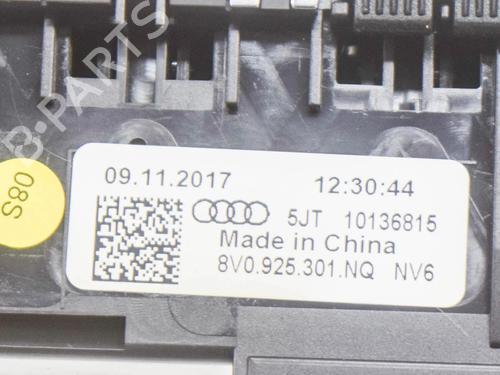 B-PARTS
S80
09.11.2017 12:30:44
5JT 10136815
Made in China
8V0.925.301.NQ NV6